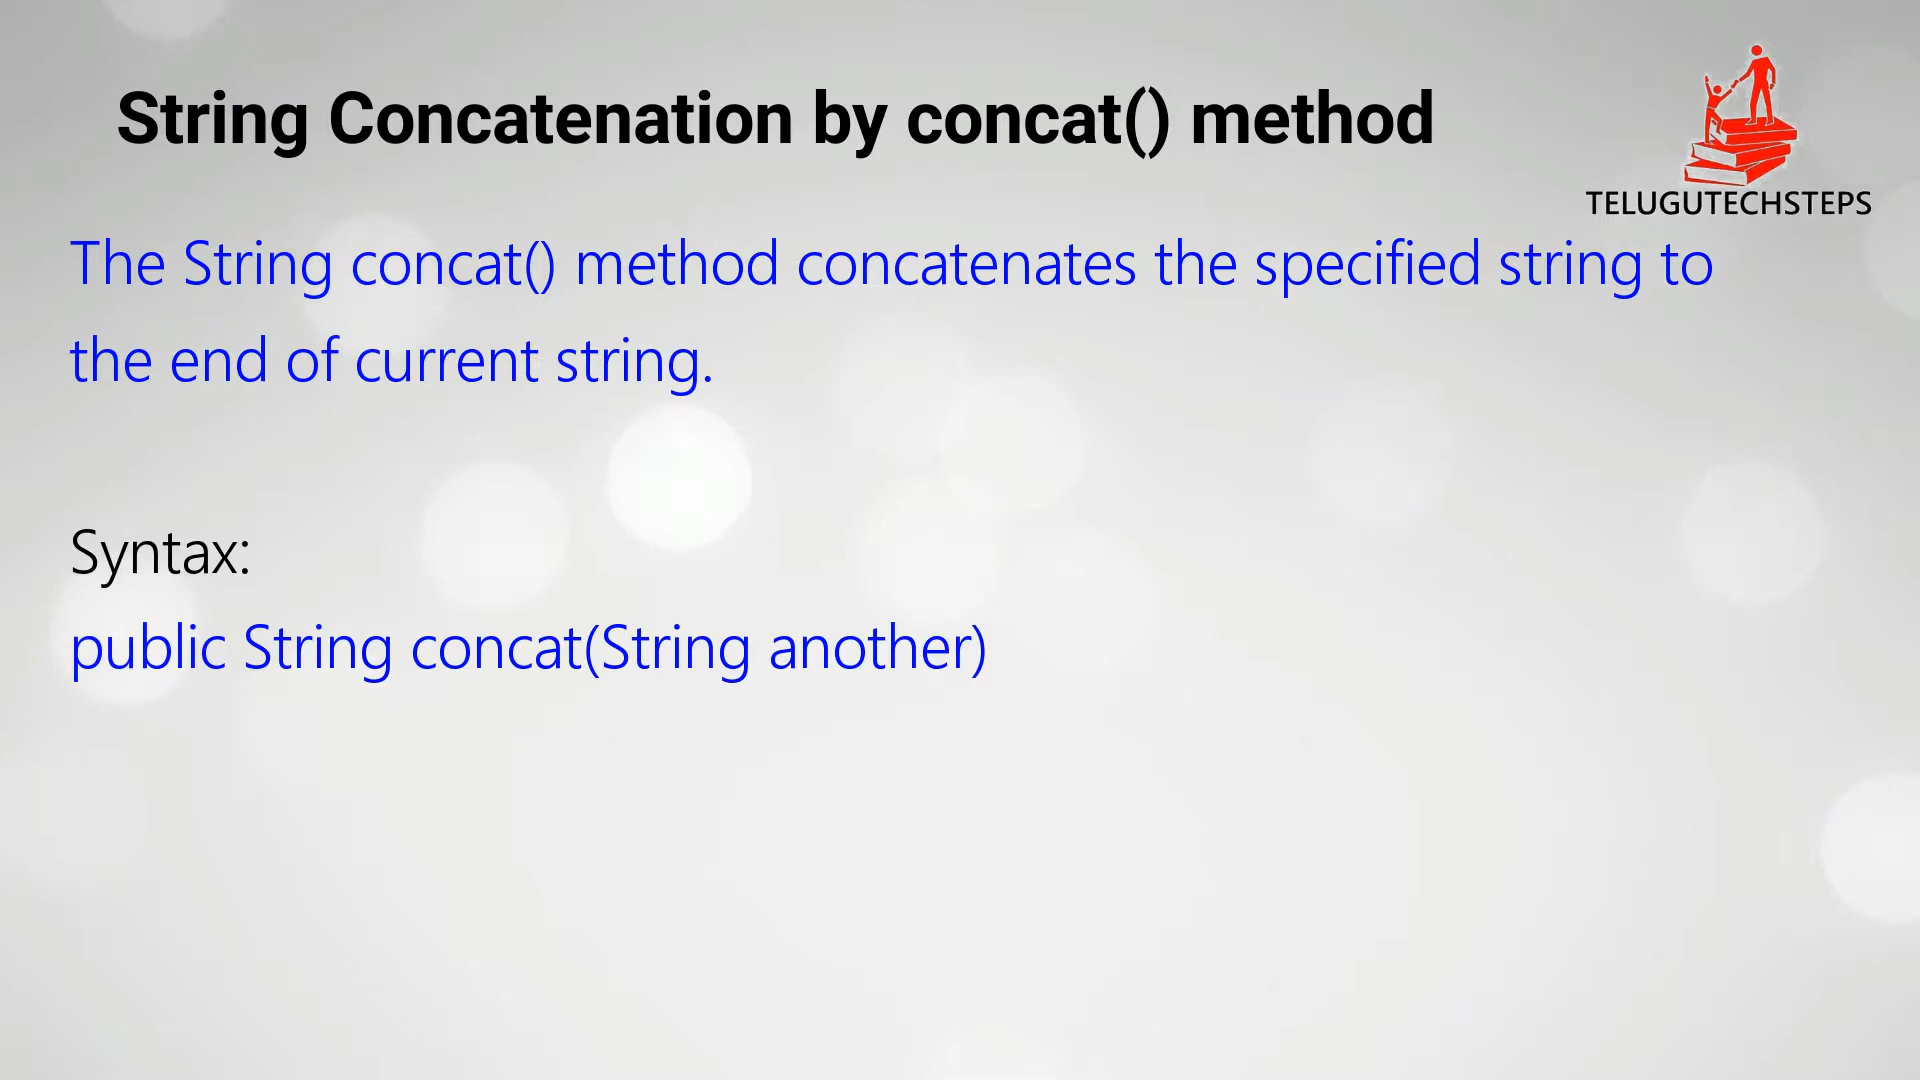 String Concatenation by concat() method
TELUGUTECHSTEPS
The String concat() method concatenates the specified string to
the end of current string.
Syntax:
public String concat(String another)